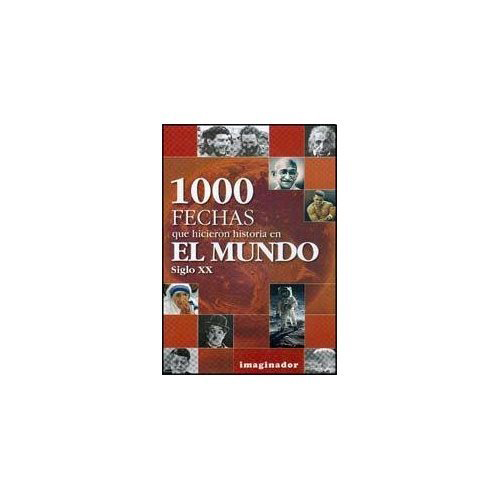 1000
FECHAS
que hicieron historia en
EL MUNDO
Siglo XX
imaginador